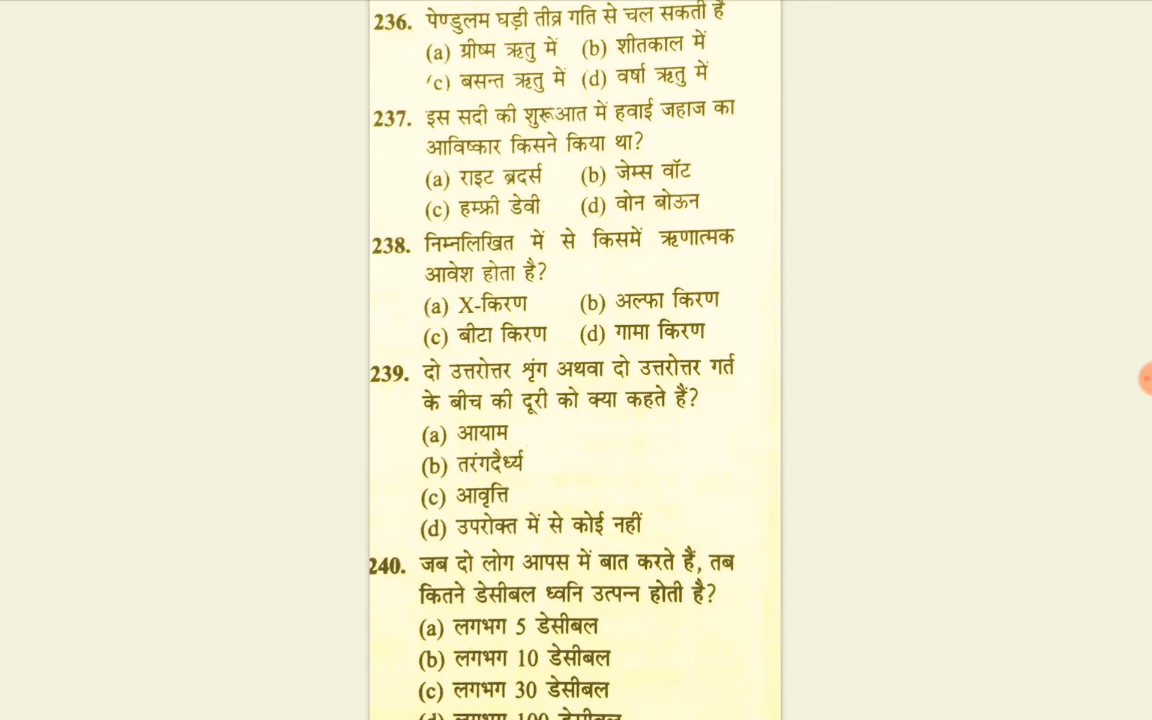 236. पेण्डुलम घड़ी तीव्र गति से चल सकती है
(a) ग्रीष्म ऋतु में (b) शीतकाल में
(c) बसन्त ऋतु में (d) वर्षा ऋतु में
237. इस सदी की शुरूआत में हवाई जहाज का
आविष्कार किसने किया था?
(a) राइट ब्रदर्स (b) जेम्स वॉट
(c) हम्फ्री डेवी (d) वोन बोऊन
238. निम्नलिखित में से किसमें ऋणात्मक
आवेश होता है?
(a) X-किरण (b) अल्फा किरण
(c) बीटा किरण (d) गामा किरण
239. दो उत्तरोत्तर शृंग अथवा दो उत्तरोत्तर गर्त
के बीच की दूरी को क्या कहते हैं?
(a) आयाम
(b) तरंगदैर्ध्य
(c) आवृत्ति
(d) उपरोक्त में से कोई नहीं
240. जब दो लोग आपस में बात करते हैं, तब
कितने डेसीबल ध्वनि उत्पन्न होती है?
(a) लगभग 5 डेसीबल
(b) लगभग 10 डेसीबल
(c) लगभग 30 डेसीबल
(d) लगभग 100 डेसीबल